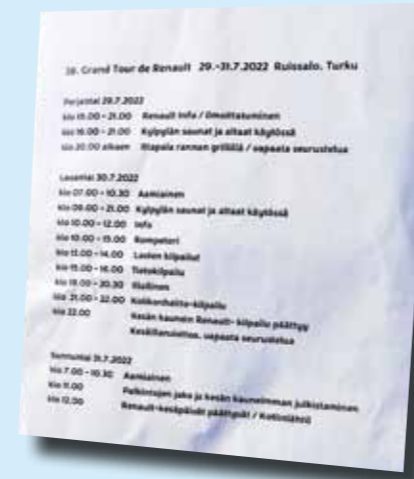 38. Grand Tour de Renault 29.-31.7.2022 Ruissalo, Turku
Perjantai 29.7.2022
klo 15.00 - 21.00 Renault Info / Ilmoittautuminen
klo 16.00 - 21.00 Kylpylän saunat ja altaat käytössä
klo 20.00 alkaen Iltapala rannan grillillä / vapaata seurustelua
Lauantai 30.7.2022
klo 07.00 - 10.30 Aamiainen
klo 08.00 - 21.00 Kylpylän saunat ja altaat käytössä
klo 10.00 - 12.00 Info
klo 10.00 - 15.00 Rompetori
klo 13.00 - 14.00 Lasten kilpailut
klo 15.00 - 16.00 Tietokilpailu
klo 18.00 - 20.30 Illallinen
klo 21.00 - 22.00 Kolikonheitto-kilpailu
klo 22.00 Kesän kaunein Renault- kilpailu päättyy
Kesäillanviettoa, vapaata seurustelua
Sunnuntai 31.7.2022
klo 7.00 - 10.30 Aamiainen
klo 11.00 Palkintojen jako ja kesän kauneimman julkistaminen
klo 12.00 Renault-kesäpäivät päättyvät / Kotiinlähtö